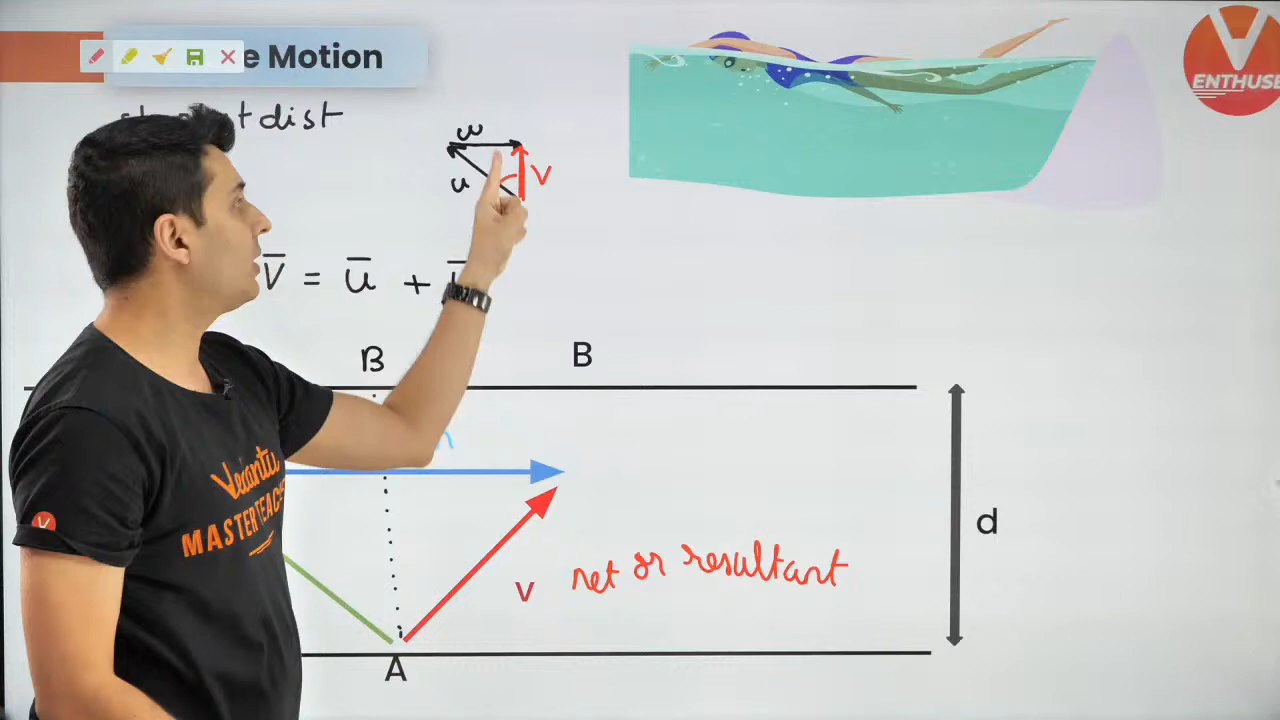 e Motion
ENTHUSE
dist
w
u
V
V̅ = u̅ +
B
B
d
V net or resultant
A
Vedantu
MASTER TEACHER
V